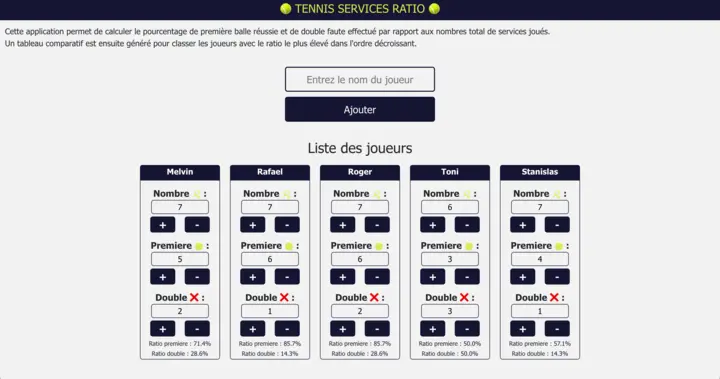 TENNIS SERVICES RATIO
Cette application permet de calculer le pourcentage de première balle réussie et de double faute effectué par rapport aux nombres total de services joués.
Un tableau comparatif est ensuite généré pour classer les joueurs avec le ratio le plus élevé dans l'ordre décroissant.
Entrez le nom du joueur
Ajouter
Liste des joueurs
Melvin
Nombre :
7
+ -
Premiere :
5
+ -
Double ❌ :
2
+ -
Ratio premiere : 71.4%
Ratio double : 28.6%
Rafael
Nombre :
7
+ -
Premiere :
6
+ -
Double ❌ :
1
+ -
Ratio premiere : 85.7%
Ratio double : 14.3%
Roger
Nombre :
7
+ -
Premiere :
6
+ -
Double ❌ :
2
+ -
Ratio premiere : 85.7%
Ratio double : 28.6%
Toni
Nombre :
6
+ -
Premiere :
3
+ -
Double ❌ :
3
+ -
Ratio premiere : 50.0%
Ratio double : 50.0%
Stanislas
Nombre :
7
+ -
Premiere :
4
+ -
Double ❌ :
1
+ -
Ratio premiere : 57.1%
Ratio double : 14.3%